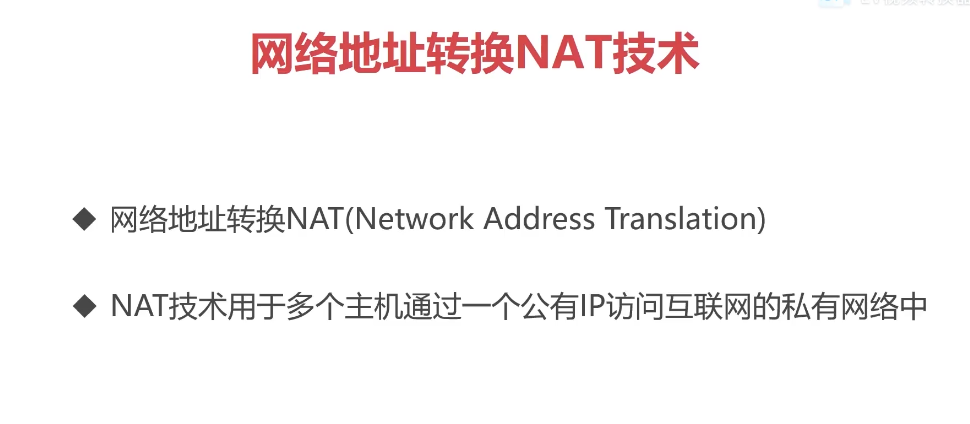 网络地址转换NAT技术
◆ 网络地址转换NAT(Network Address Translation)
◆ NAT技术用于多个主机通过一个公有IP访问互联网的私有网络中